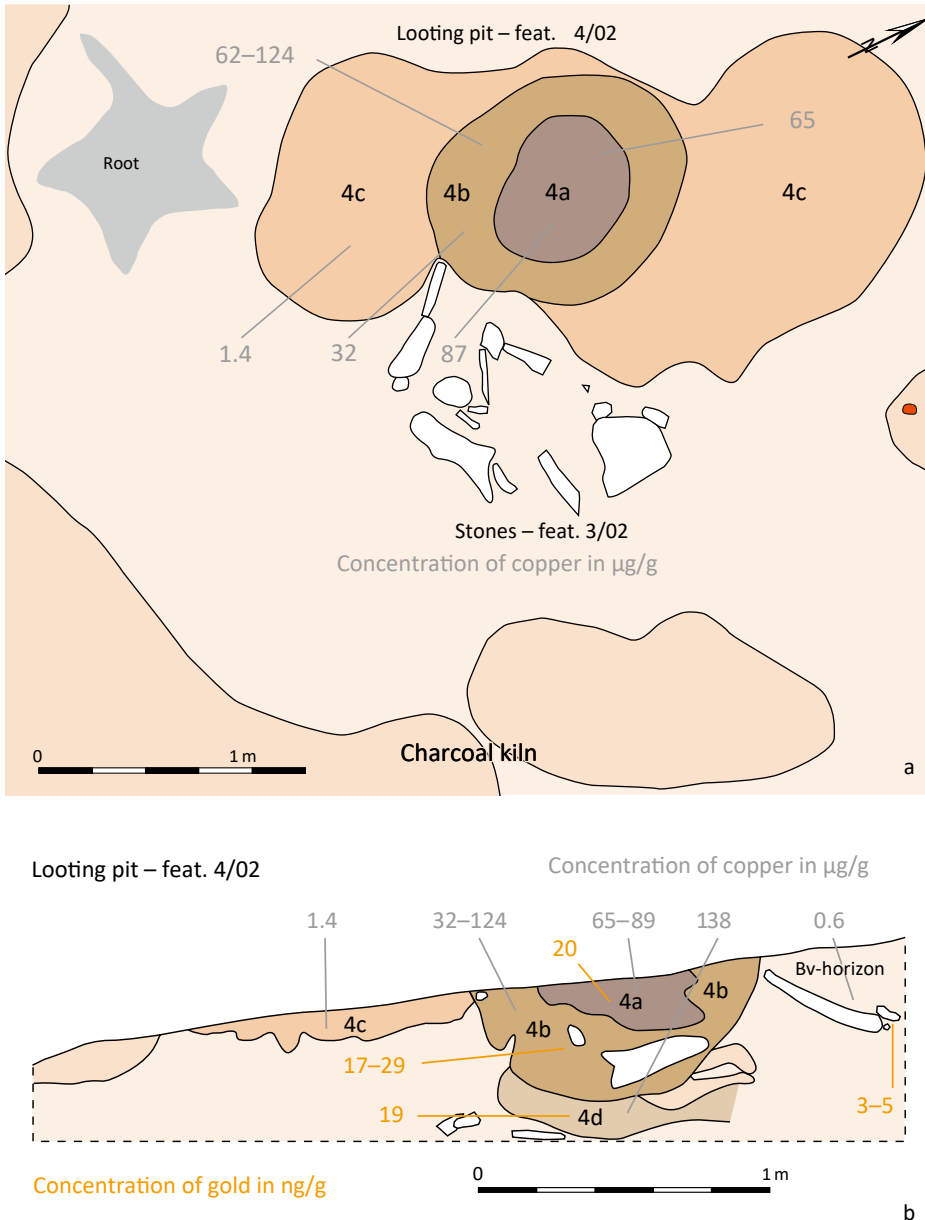 Looting pit – feat. 4/02
N
62–124
65
Root
4c
4b
4a
4c
1.4
32
87
Stones – feat. 3/02
Concentration of copper in µg/g
0
1 m
Charcoal kiln
a
Looting pit – feat. 4/02
Concentration of copper in µg/g
1.4
32–124
65–89
138
0.6
20
Bv-horizon
4a
4b
4c
4b
17–29
3–5
19
4d
Concentration of gold in ng/g
0
1 m
b